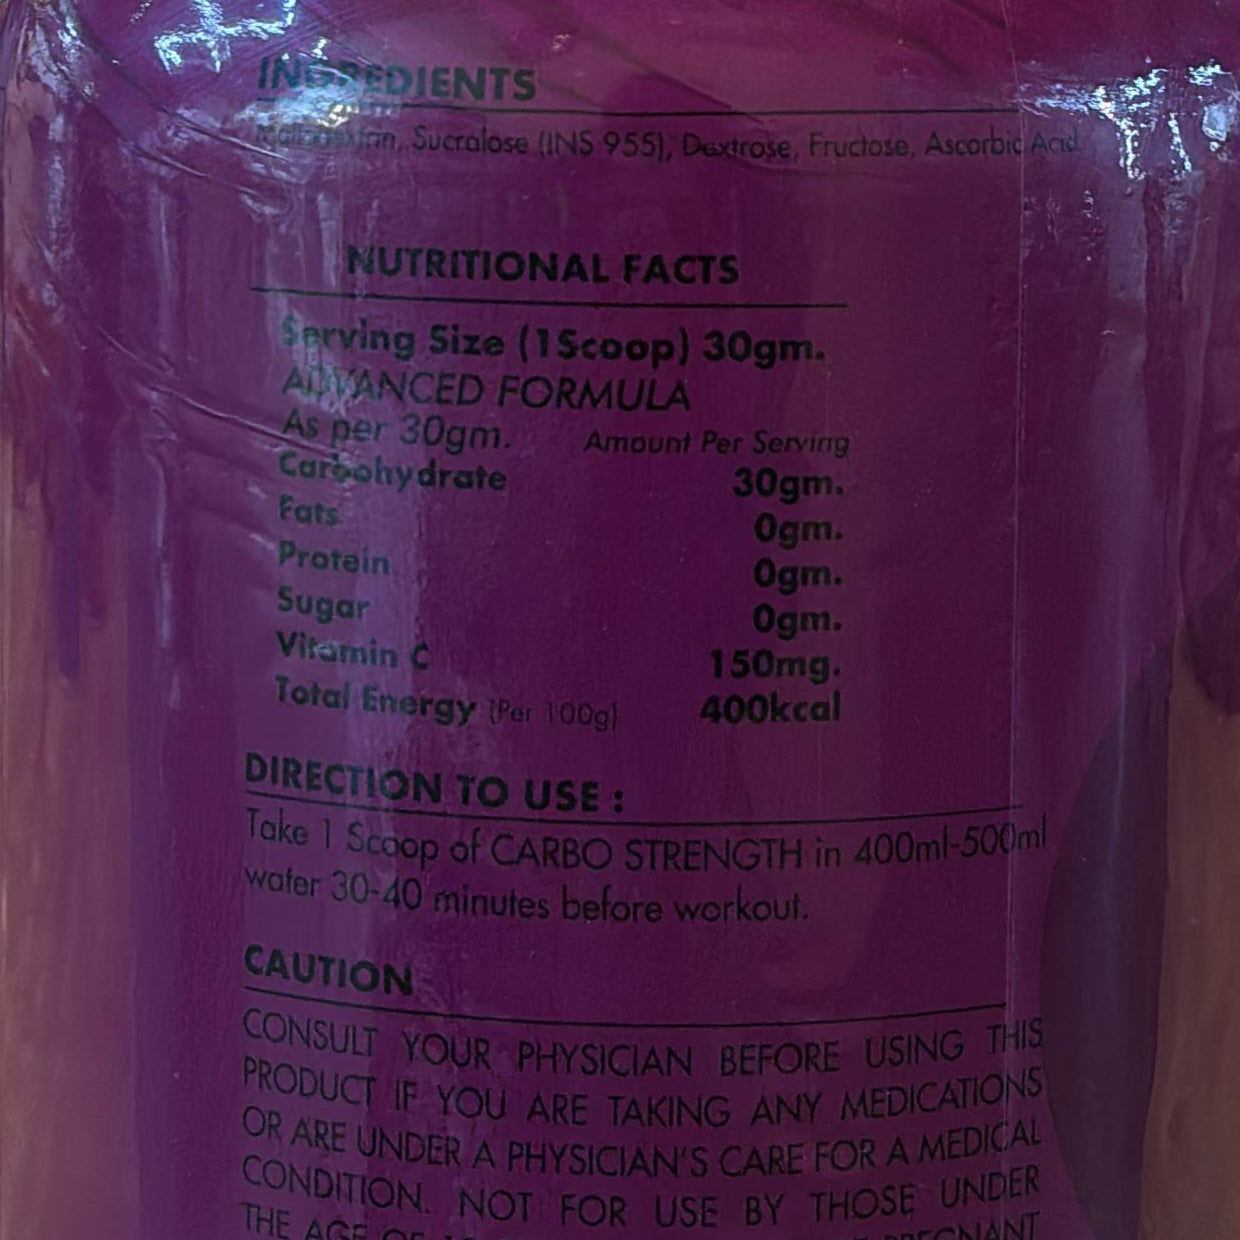 INGREDIENTS
Sucralose (INS 955), Dextrose, Fructose, Ascorbic Acid
NUTRITIONAL FACTS
Serving Size (1Scoop) 30gm.
ADVANCED FORMULA
As per 30gm. Amount Per Serving
Carbohydrate 30gm.
Fats 0gm.
Protein 0gm.
Sugar 0gm.
Vitamin C 150mg.
Total Energy (Per 100g) 400kcal
DIRECTION TO USE :
Take 1 Scoop of CARBO STRENGTH in 400ml-500ml
water 30-40 minutes before workout.
CAUTION
CONSULT YOUR PHYSICIAN BEFORE USING THIS
PRODUCT IF YOU ARE TAKING ANY MEDICATIONS
OR ARE UNDER A PHYSICIAN'S CARE FOR A MEDICAL
CONDITION. NOT FOR USE BY THOSE UNDER
THE AGE OF PREGNANT